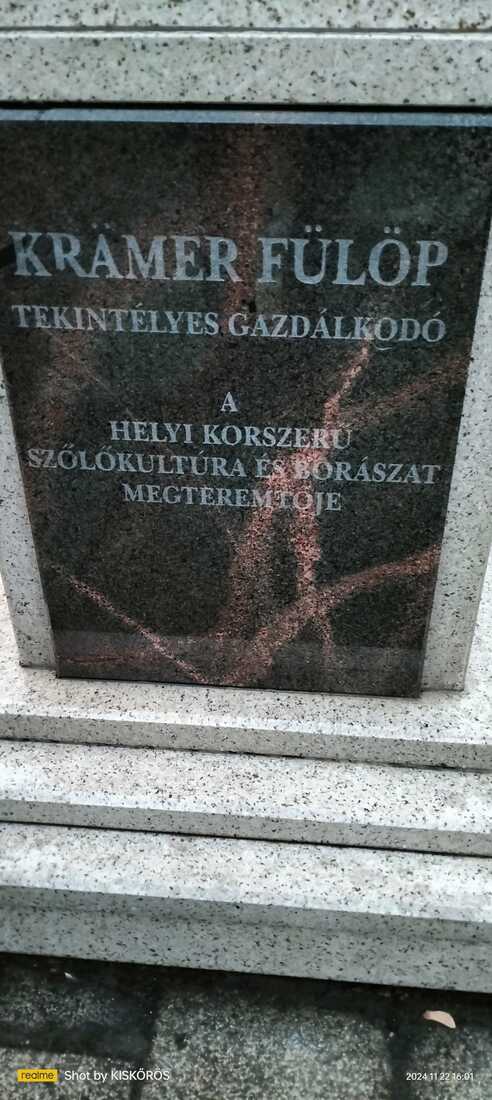 KRÄMER FÜLÖP
TEKINTÉLYES GAZDÁLKODÓ
A
HELYI KORSZERŰ
SZŐLŐKULTÚRA ÉS BORÁSZAT
MEGTEREMTŐJE
realme Shot by KISKŐRÖS
2024.11.22 16:01